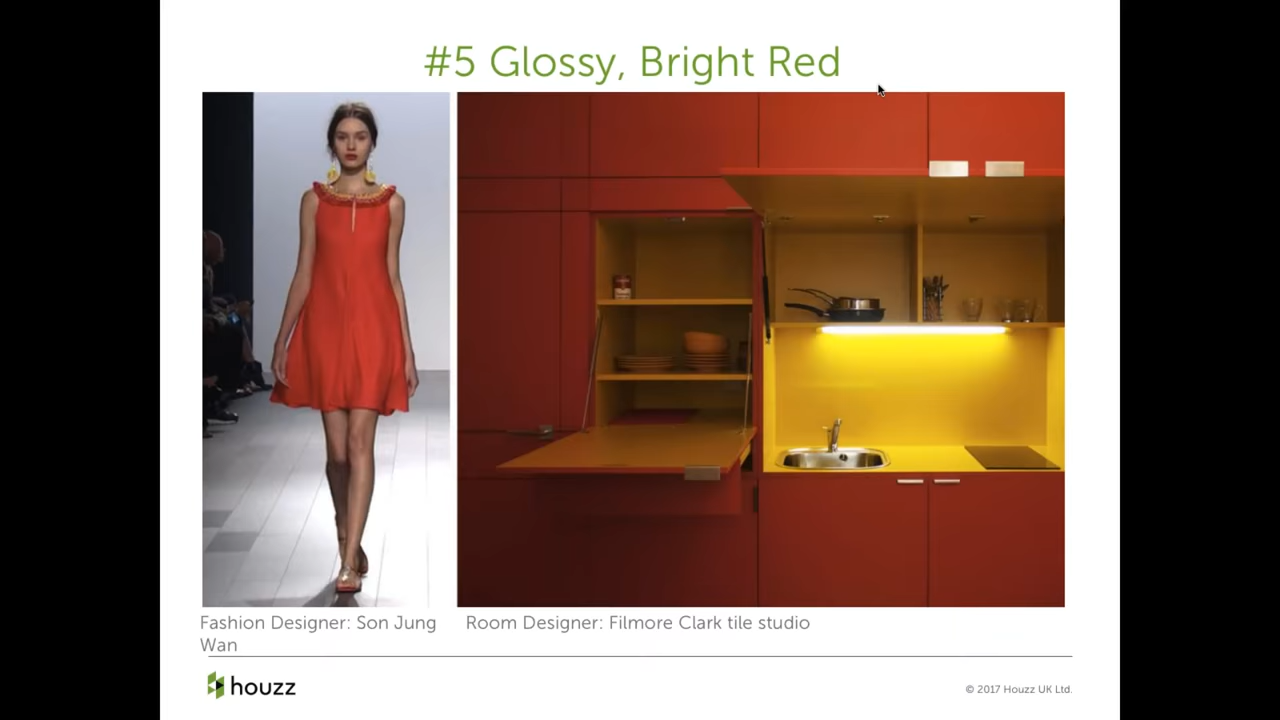 #5 Glossy, Bright Red
Fashion Designer: Son Jung
Wan
Room Designer: Filmore Clark tile studio
houzz
© 2017 Houzz UK Ltd.